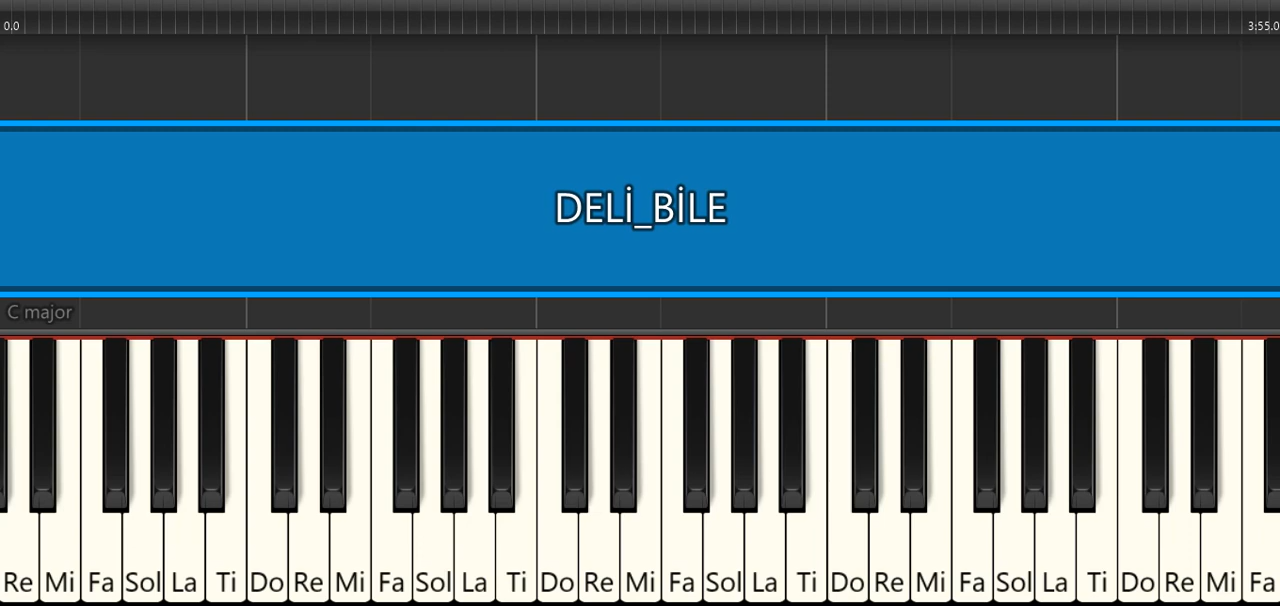 0,0 3:55.0
DELİ_BİLE
C major
Re Mi Fa Sol La Ti Do Re Mi Fa Sol La Ti Do Re Mi Fa Sol La Ti Do Re Mi Fa Sol La Ti Do Re Mi Fa